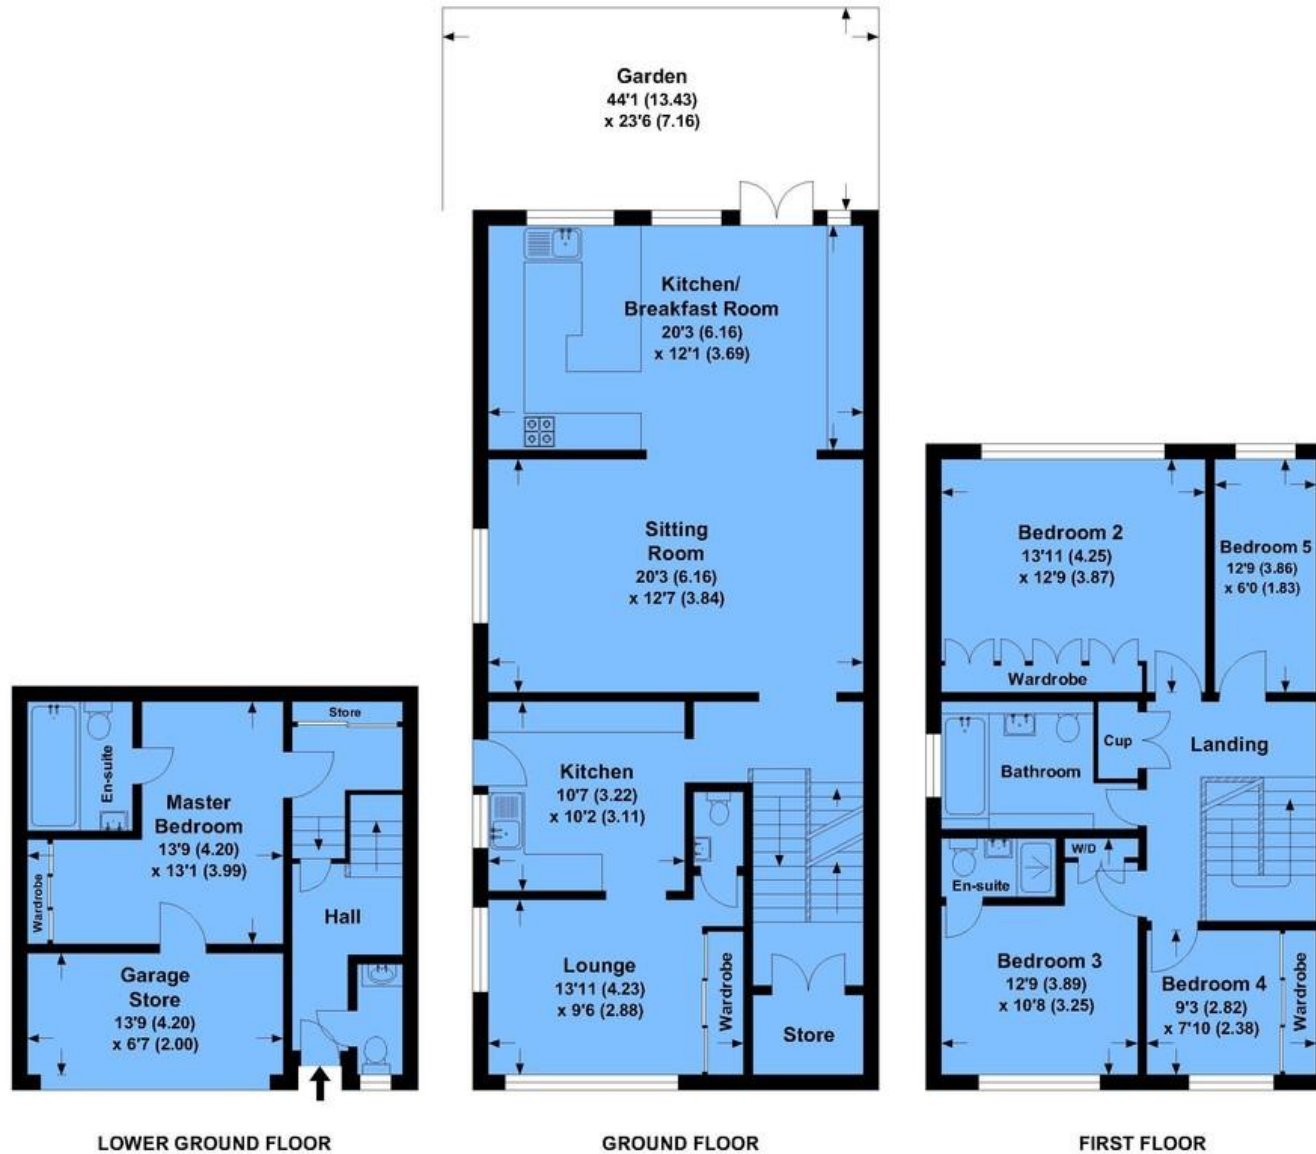 Garden
44'1 (13.43)
x 23'6 (7.16)
Kitchen/
Breakfast Room
20'3 (6.16)
x 12'1 (3.69)
Sitting
Room
20'3 (6.16)
x 12'7 (3.84)
Kitchen
10'7 (3.22)
x 10'2 (3.11)
Lounge
13'11 (4.23)
x 9'6 (2.88)
Wardrobe
Store
Store
En-suite
Master
Bedroom
13'9 (4.20)
x 13'1 (3.99)
Wardrobe
Hall
Garage
Store
13'9 (4.20)
x 6'7 (2.00)
Bedroom 2
13'11 (4.25)
x 12'9 (3.87)
Wardrobe
Bedroom 5
12'9 (3.86)
x 6'0 (1.83)
Cup
Landing
Bathroom
W/D
En-suite
Bedroom 3
12'9 (3.89)
x 10'8 (3.25)
Bedroom 4
9'3 (2.82)
x 7'10 (2.38)
Wardrobe
LOWER GROUND FLOOR
GROUND FLOOR
FIRST FLOOR